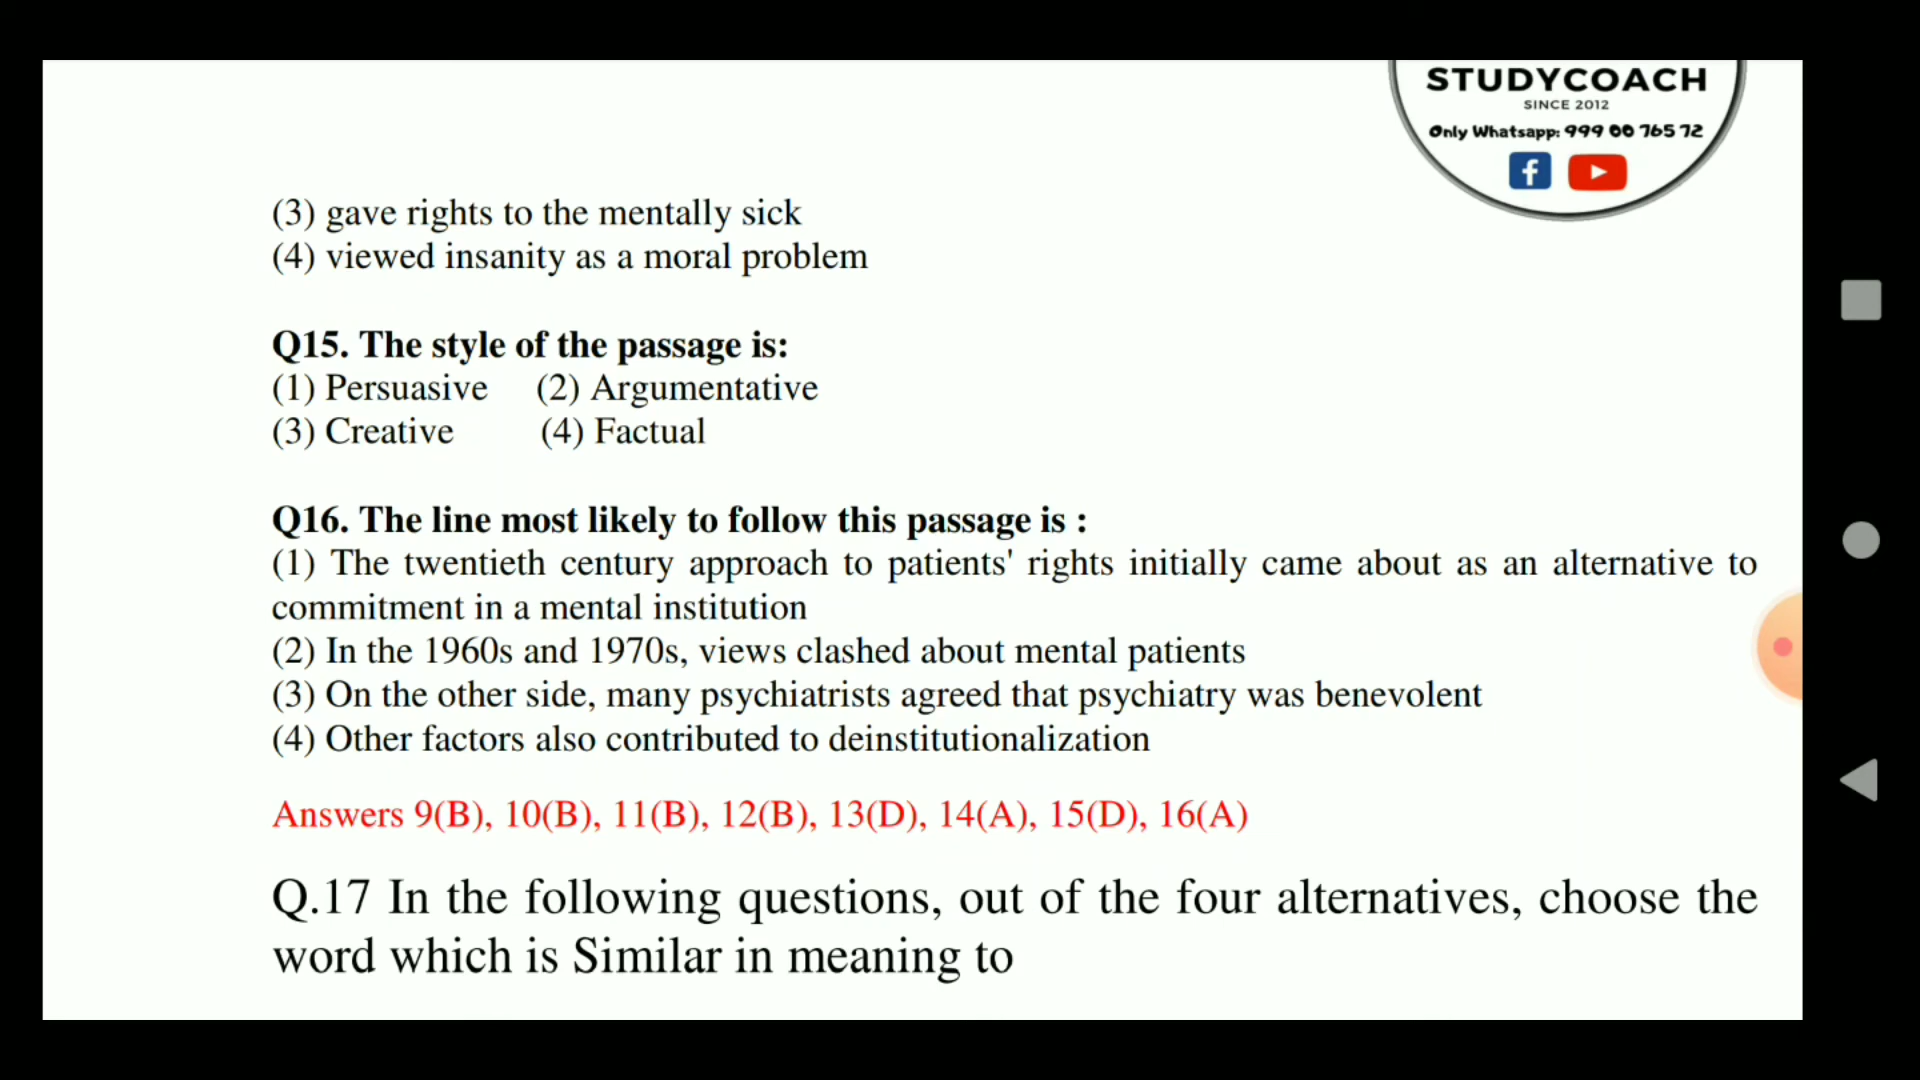 STUDYCOACH
SINCE 2012
Only Whatsapp: 999 00 765 72
(3) gave rights to the mentally sick
(4) viewed insanity as a moral problem
Q15. The style of the passage is:
(1) Persuasive (2) Argumentative
(3) Creative (4) Factual
Q16. The line most likely to follow this passage is :
(1) The twentieth century approach to patients' rights initially came about as an alternative to
commitment in a mental institution
(2) In the 1960s and 1970s, views clashed about mental patients
(3) On the other side, many psychiatrists agreed that psychiatry was benevolent
(4) Other factors also contributed to deinstitutionalization
Answers 9(B), 10(B), 11(B), 12(B), 13(D), 14(A), 15(D), 16(A)
Q.17 In the following questions, out of the four alternatives, choose the
word which is Similar in meaning to